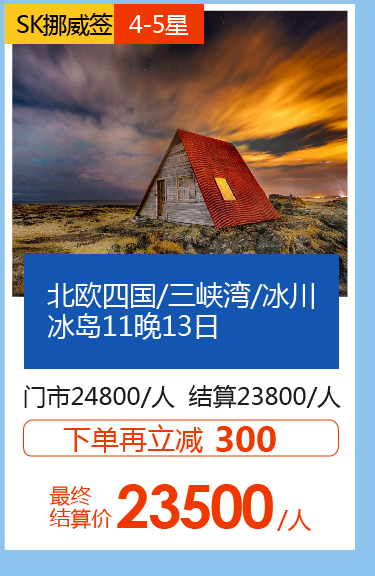 SK挪威签 4-5星
北欧四国/三峡湾/冰川
冰岛11晚13日
门市24800/人 结算23800/人
下单再立减 300
最终
结算价 23500/人